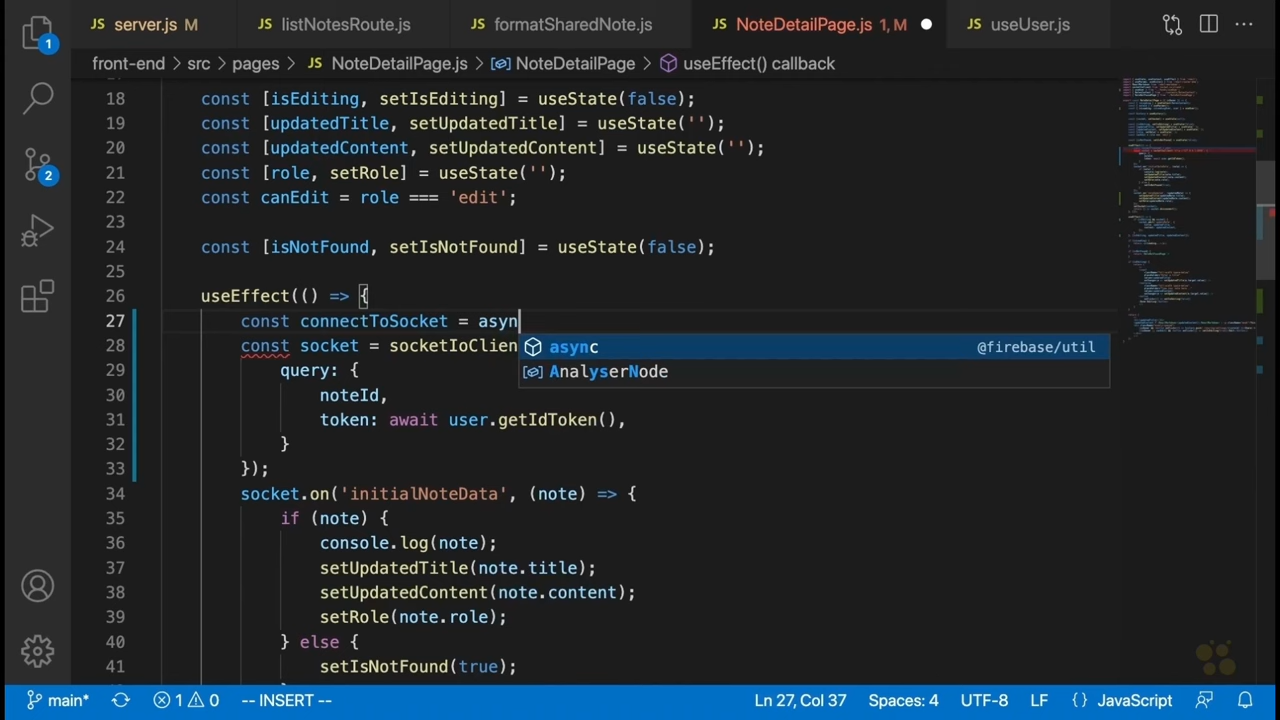 JS server.js M
JS listNotesRoute.js
JS formatSharedNote.js
JS NoteDetailPage.js 1, M
JS useUser.js
front-end > src > pages > JS NoteDetailPage.js > NoteDetailPage > useEffect() callback
18 const [isEditing, setIsEditing] = useState(false);
19 const [updatedTitle, setUpdatedTitle] = useState('');
20 const [updatedContent, setUpdatedContent] = useState('');
21 const [role, setRole] = useState('');
22 const canEdit = role === 'edit';
23
24 const [isNotFound, setIsNotFound] = useState(false);
25
26 useEffect(() => {
27 const connectToSocket = asyn
28 const socket = socketIoClien
29 query: {
30 noteId,
31 token: await user.getIdToken(),
32 }
33 });
34 socket.on('initialNoteData', (note) => {
35 if (note) {
36 console.log(note);
37 setUpdatedTitle(note.title);
38 setUpdatedContent(note.content);
39 setRole(note.role);
40 } else {
41 setIsNotFound(true);
async @firebase/util
AnalyserNode
1
2
main* 1 0 -- INSERT -- Ln 27, Col 37 Spaces: 4 UTF-8 LF {} JavaScript